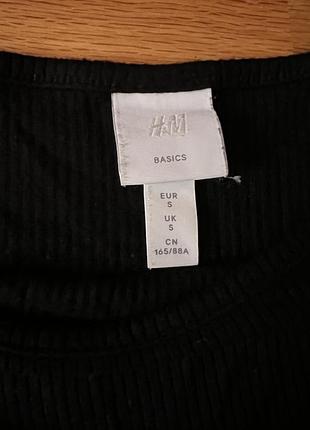 H&M
BASICS
EUR
S
UK
S
CN
165/88A